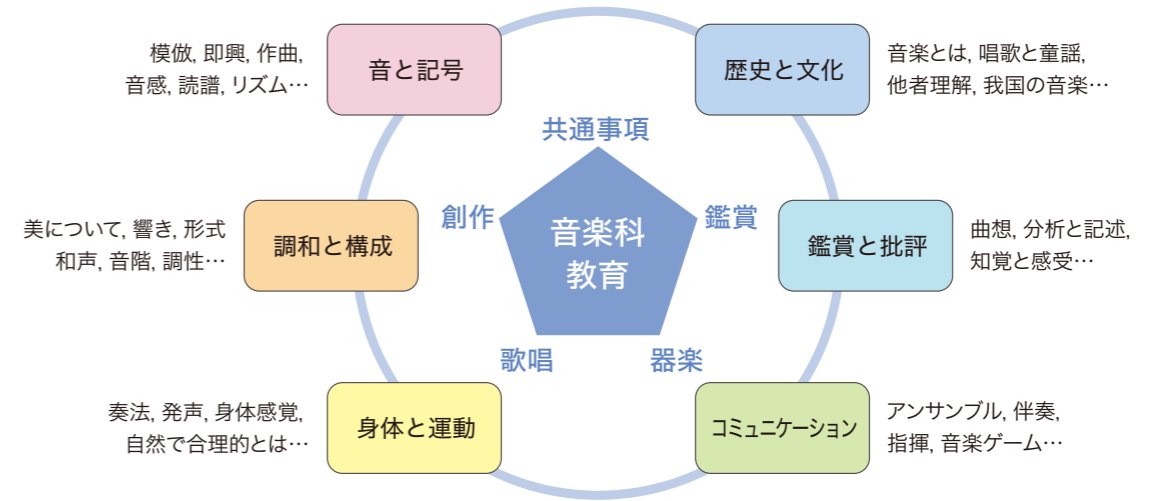 模倣, 即興, 作曲,
音感, 読譜, リズム…
音と記号
歴史と文化
音楽とは, 唱歌と童謡,
他者理解, 我国の音楽…
共通事項
創作
音楽科
教育
鑑賞
美について, 響き, 形式
和声, 音階, 調性…
調和と構成
鑑賞と批評
曲想, 分析と記述,
知覚と感受…
歌唱
器楽
奏法, 発声, 身体感覚,
自然で合理的とは…
身体と運動
コミュニケーション
アンサンブル, 伴奏,
指揮, 音楽ゲーム…